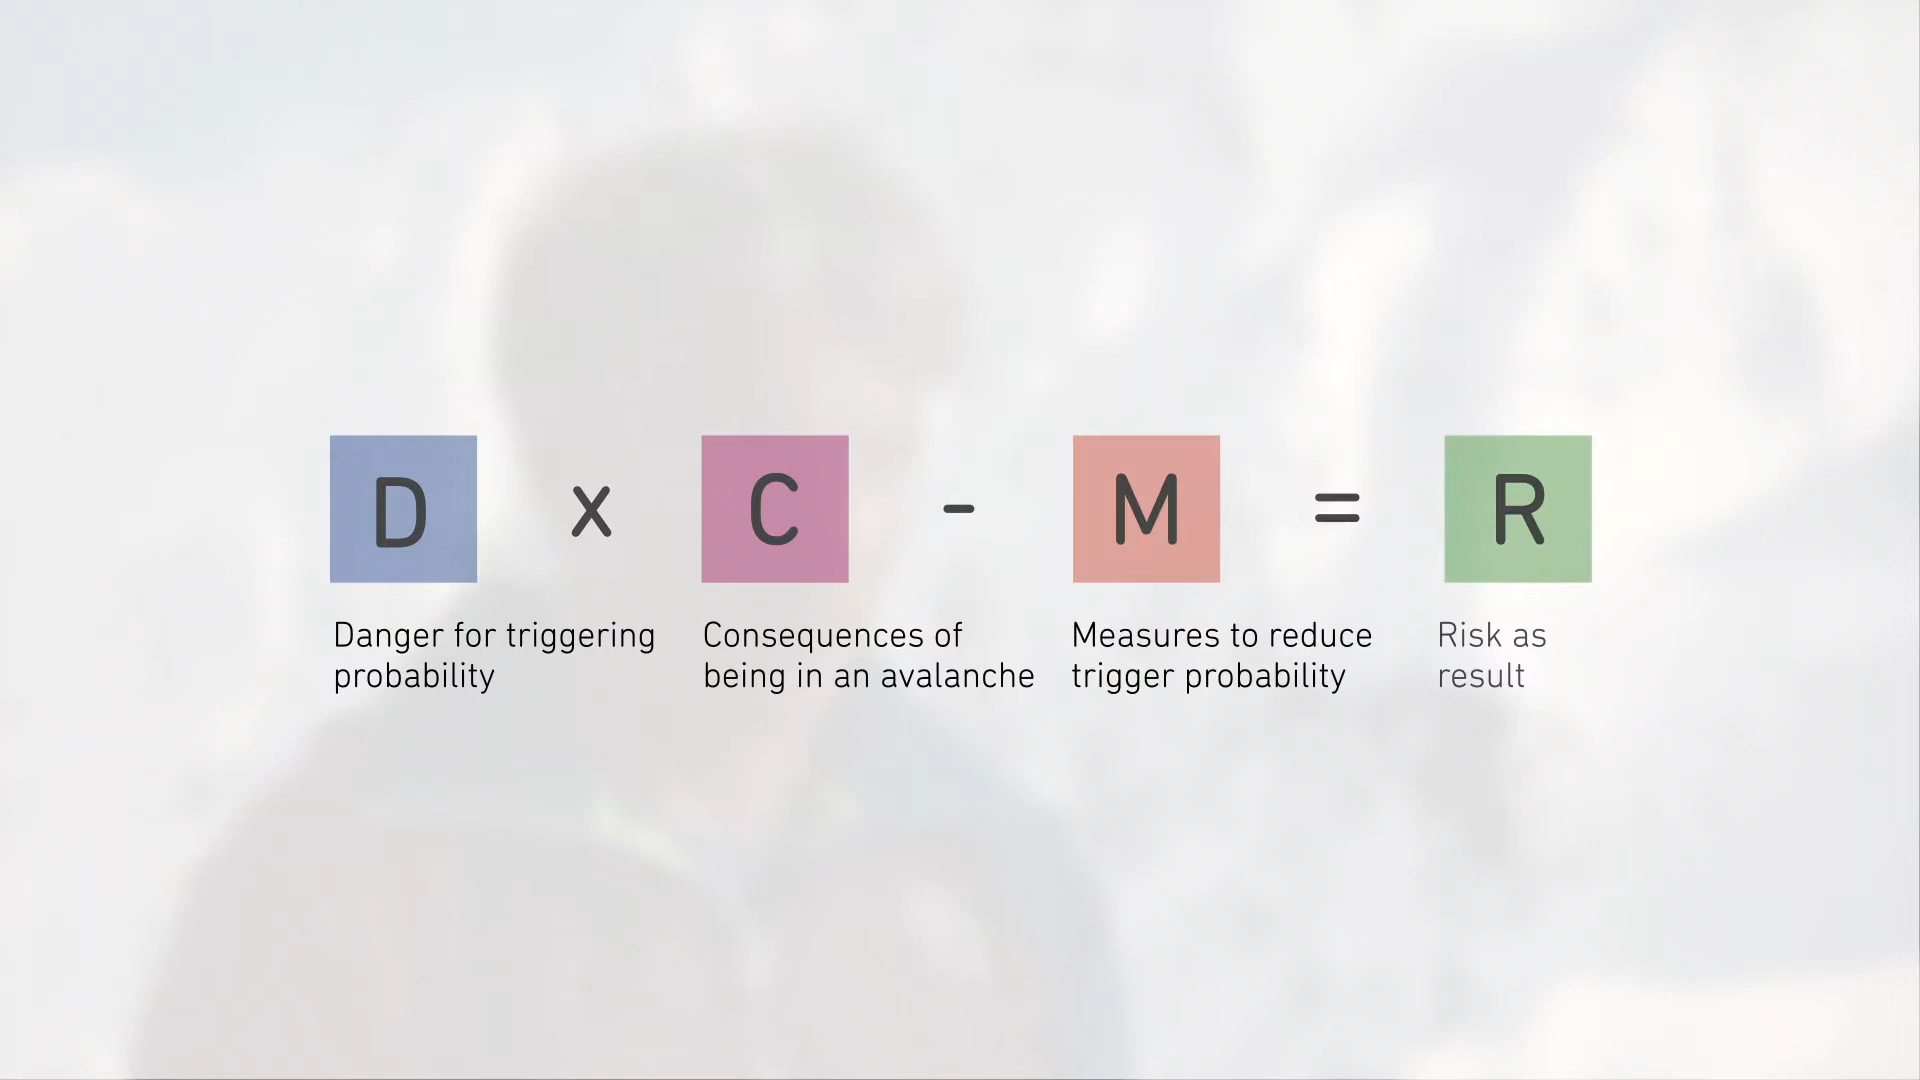 D x C - M = R
Danger for triggering
probability
Consequences of
being in an avalanche
Measures to reduce
trigger probability
Risk as
result